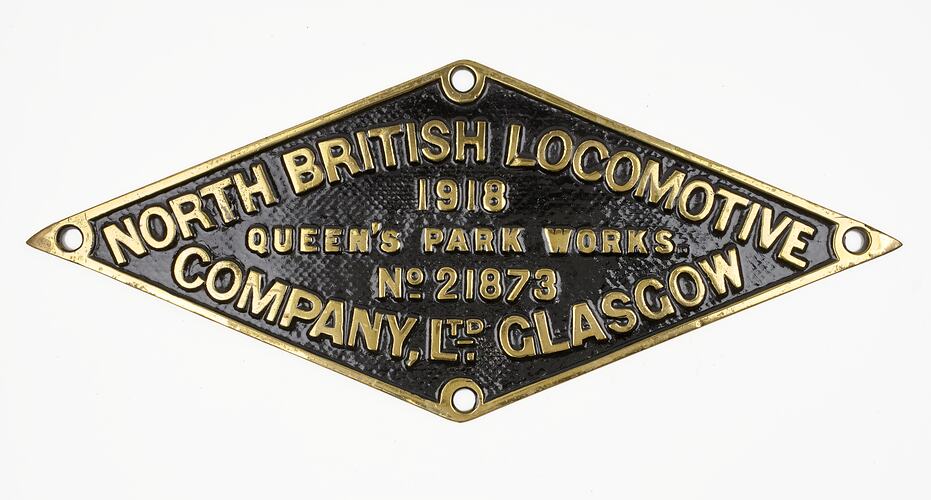 NORTH BRITISH LOCOMOTIVE
1918
QUEEN'S PARK WORKS.
No. 21873
COMPANY, LTD. GLASGOW